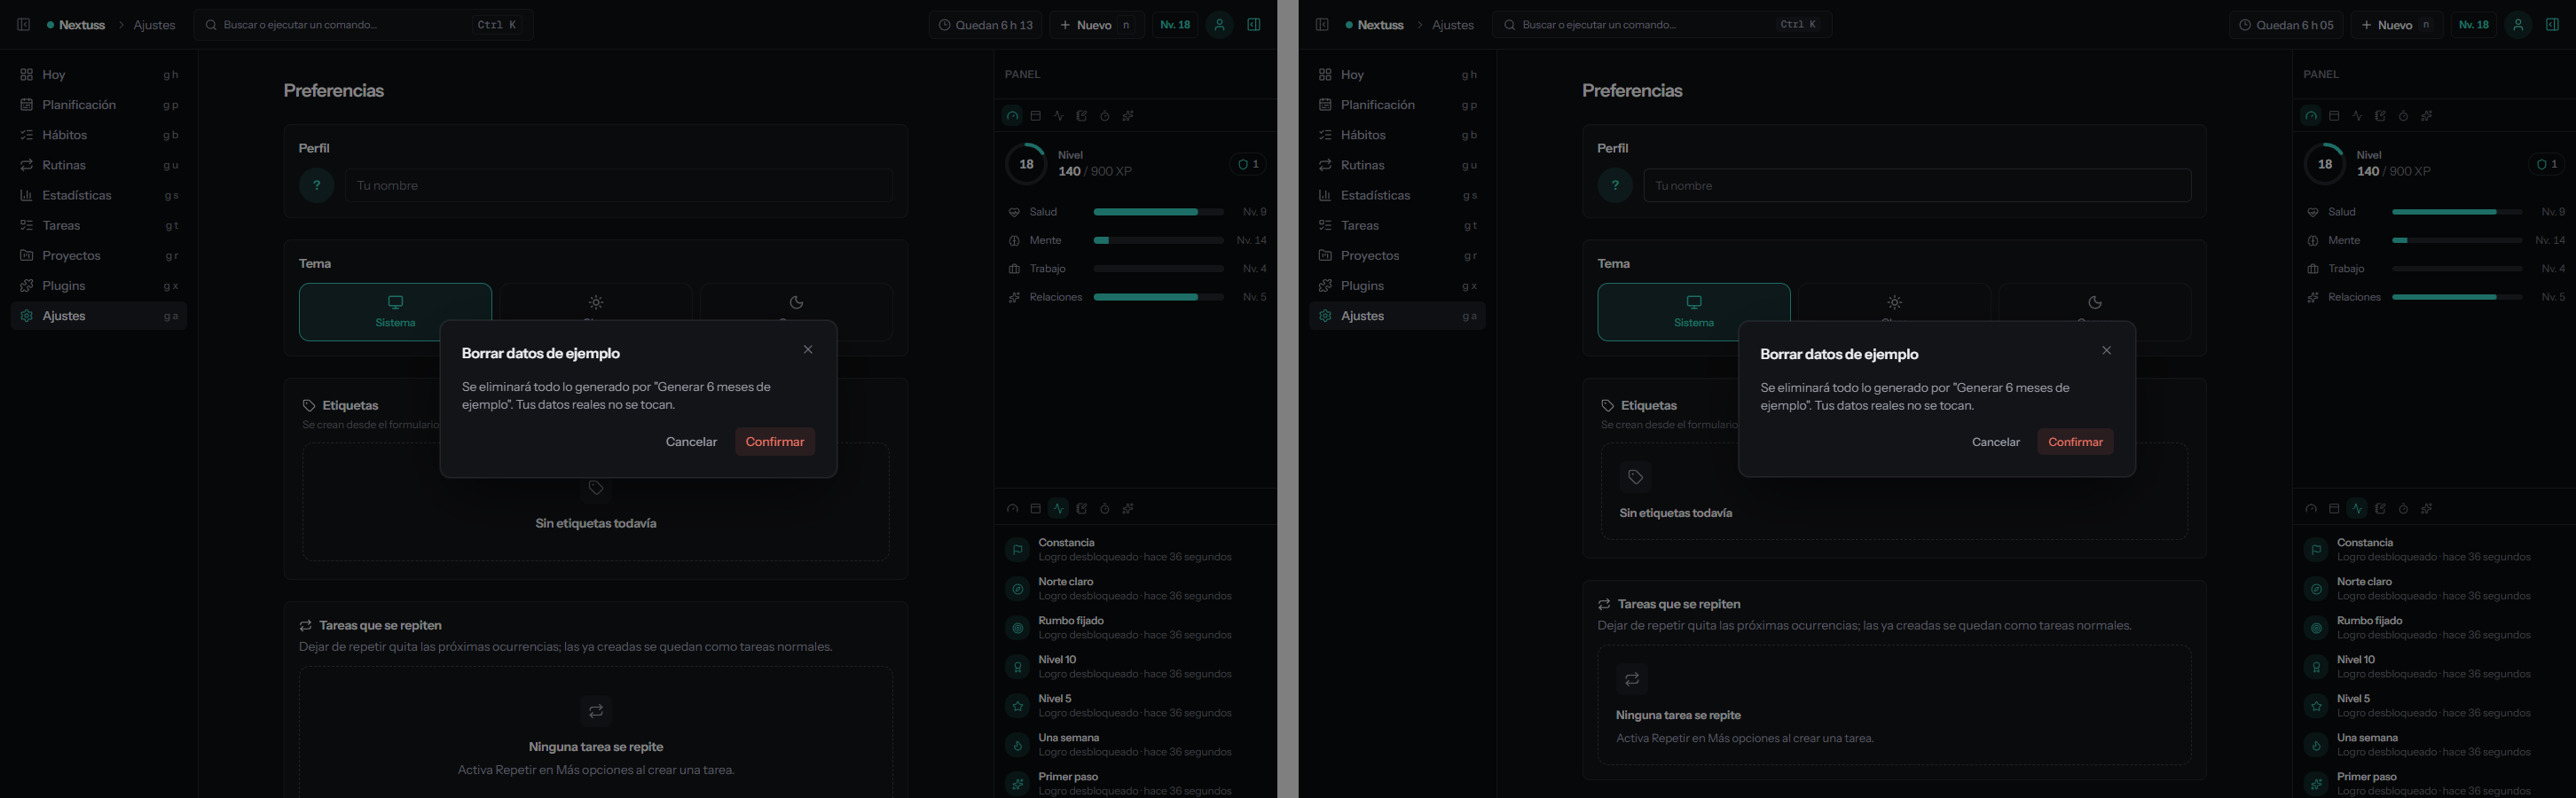 Nextuss > Ajustes
Buscar o ejecutar un comando... Ctrl K
Quedan 6 h 13
Nuevo n
Nv. 18
Hoy g h
Planificación g p
Hábitos g b
Rutinas g u
Estadísticas g s
Tareas g t
Proyectos g r
Plugins g x
Ajustes g a
Preferencias
Perfil
?
Tu nombre
Tema
Sistema
Etiquetas
Se crean desde el formulario
Sin etiquetas todavía
Tareas que se repiten
Dejar de repetir quita las próximas ocurrencias; las ya creadas se quedan como tareas normales.
Ninguna tarea se repite
Activa Repetir en Más opciones al crear una tarea.
Borrar datos de ejemplo
Se eliminará todo lo generado por "Generar 6 meses de
ejemplo". Tus datos reales no se tocan.
Cancelar
Confirmar
PANEL
18
Nivel
140 / 900 XP
1
Salud Nv. 9
Mente Nv. 14
Trabajo Nv. 4
Relaciones Nv. 5
Constancia
Logro desbloqueado · hace 36 segundos
Norte claro
Logro desbloqueado · hace 36 segundos
Rumbo fijado
Logro desbloqueado · hace 36 segundos
Nivel 10
Logro desbloqueado · hace 36 segundos
Nivel 5
Logro desbloqueado · hace 36 segundos
Una semana
Logro desbloqueado · hace 36 segundos
Primer paso
Logro desbloqueado · hace 36 segundos
Nextuss > Ajustes
Buscar o ejecutar un comando... Ctrl K
Quedan 6 h 05
Nuevo n
Nv. 18
Hoy g h
Planificación g p
Hábitos g b
Rutinas g u
Estadísticas g s
Tareas g t
Proyectos g r
Plugins g x
Ajustes g a
Preferencias
Perfil
?
Tu nombre
Tema
Sistema
Etiquetas
Se crean desde el formulario
Sin etiquetas todavía
Tareas que se repiten
Dejar de repetir quita las próximas ocurrencias; las ya creadas se quedan como tareas normales.
Ninguna tarea se repite
Activa Repetir en Más opciones al crear una tarea.
Borrar datos de ejemplo
Se eliminará todo lo generado por "Generar 6 meses de
ejemplo". Tus datos reales no se tocan.
Cancelar
Confirmar
PANEL
18
Nivel
140 / 900 XP
1
Salud Nv. 9
Mente Nv. 14
Trabajo Nv. 4
Relaciones Nv. 5
Constancia
Logro desbloqueado · hace 36 segundos
Norte claro
Logro desbloqueado · hace 36 segundos
Rumbo fijado
Logro desbloqueado · hace 36 segundos
Nivel 10
Logro desbloqueado · hace 36 segundos
Nivel 5
Logro desbloqueado · hace 36 segundos
Una semana
Logro desbloqueado · hace 36 segundos
Primer paso
Logro desbloqueado · hace 36 segundos